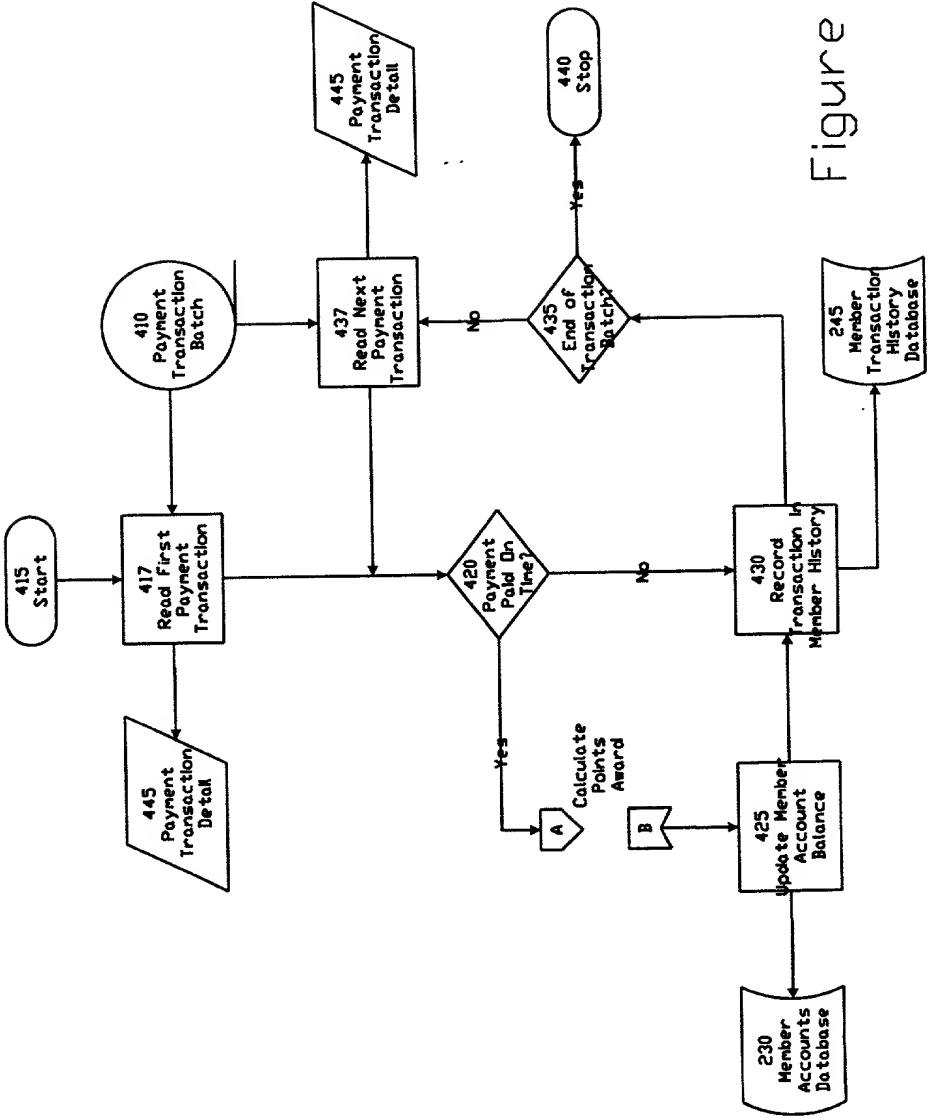 415
Start
410
Payment
Transaction
Batch
417
Read First
Payment
Transaction
445
Payment
Transaction
Detail
437
Read Next
Payment
Transaction
445
Payment
Transaction
Detail
420
Payment
Paid On
Time?
Yes
A
Calculate
Points
Award
No
B
425
Update Member
Account
Balance
230
Member
Accounts
Database
430
Record
Transaction In
Member History
245
Member
Transaction
History
Database
435
End of
Transaction
Batch?
No
Yes
440
Stop
Figure